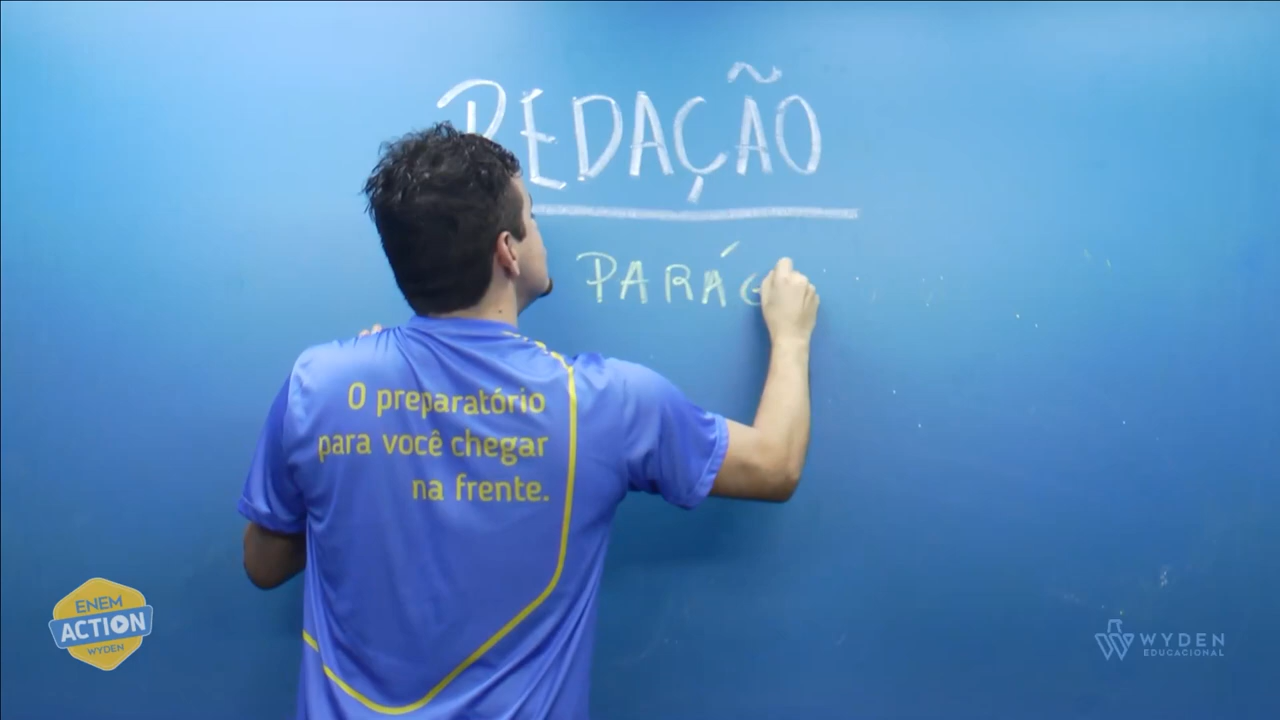 REDAÇÃO
PARÁG
O preparatório
para você chegar
na frente.
ENEM
ACTION
WYDEN
WYDEN
EDUCACIONAL